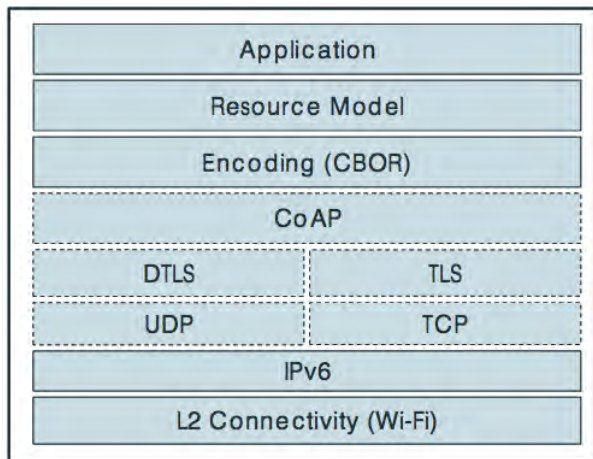 Application
Resource Model
Encoding (CBOR)
CoAP
DTLS
TLS
UDP
TCP
IPv6
L2 Connectivity (Wi-Fi)